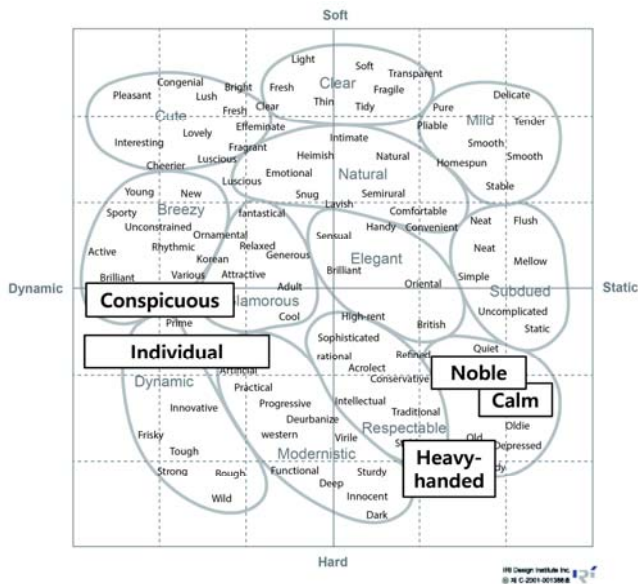 Soft
Light
Soft
Clear
Transparent
Congenial
Bright
Fresh
Fragile
Pleasant
Lush
Delicate
Thin
Tidy
Fresh
Clear
Pure
Cute
Mild
Tender
Effeminate
Pliable
Lovely
Intimate
Interesting
Smooth
Fragrant
Heimish
Natural
Smooth
Luscious
Homespun
Cheerier
Emotional
Natural
Luscious
Stable
Young
New
Snug
Semirural
Lavish
Breezy
Sporty
fantastical
Comfortable
Neat
Flush
Unconstrained
Handy
Convenient
Ornamental
Sensual
Rhythmic
Relaxed
Neat
Active
Generous
Elegant
Korean
Mellow
Brilliant
Various
Attractive
Brilliant
Simple
Dynamic
Adult
Oriental
Subdued
Static
Conspicuous
Glamorous
Uncomplicated
Cool
High-rent
Prime
British
Static
Sophisticated
Individual
Quiet
rational
Refined
Noble
Artificial
Acrolect
Dynamic
Conservative
Practical
Calm
Progressive
Intellectual
Innovative
Traditional
Deurbanize
Oldie
Respectable
Frisky
western
Virile
Old
Depressed
Tough
Modernistic
Heavy-
handed
Strong
Rough
Functional
Sturdy
Deep
Wild
Innocent
Dark
Hard
IRI Design Institute Inc.
IRI